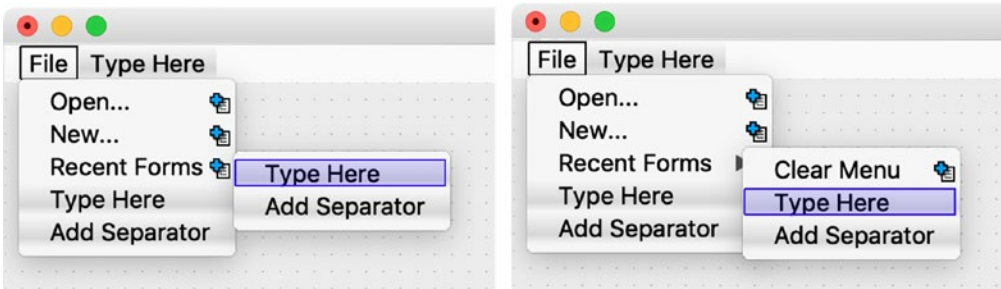 File Type Here
Open...
New...
Recent Forms
Type Here
Add Separator
Type Here
Add Separator
File Type Here
Open...
New...
Recent Forms
Type Here
Add Separator
Clear Menu
Type Here
Add Separator